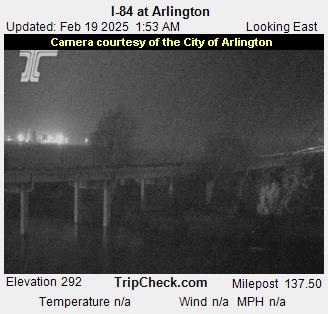 I-84 at Arlington
Updated: Feb 19 2025 1:53 AM Looking East
Camera courtesy of the City of Arlington
Elevation 292 TripCheck.com Milepost 137.50
Temperature n/a Wind n/a MPH n/a